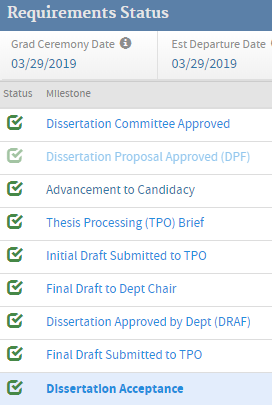 Requirements Status
Grad Ceremony Date Est Departure Date
03/29/2019 03/29/2019
Status Milestone
Dissertation Committee Approved
Dissertation Proposal Approved (DPF)
Advancement to Candidacy
Thesis Processing (TPO) Brief
Initial Draft Submitted to TPO
Final Draft to Dept Chair
Dissertation Approved by Dept (DRAF)
Final Draft Submitted to TPO
Dissertation Acceptance